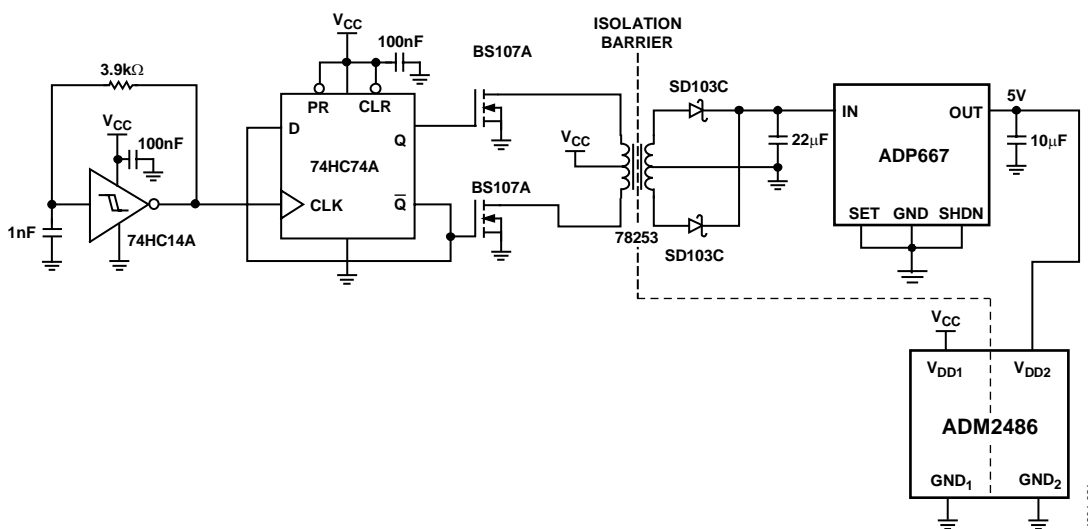 3.9kΩ
1nF
VCC
100nF
74HC14A
VCC
100nF
PR
CLR
D
Q
74HC74A
CLK
Q
BS107A
BS107A
ISOLATION
BARRIER
VCC
78253
SD103C
SD103C
22µF
IN
OUT
ADP667
SET
GND
SHDN
5V
10µF
VCC
VDD1
VDD2
ADM2486
GND1
GND2